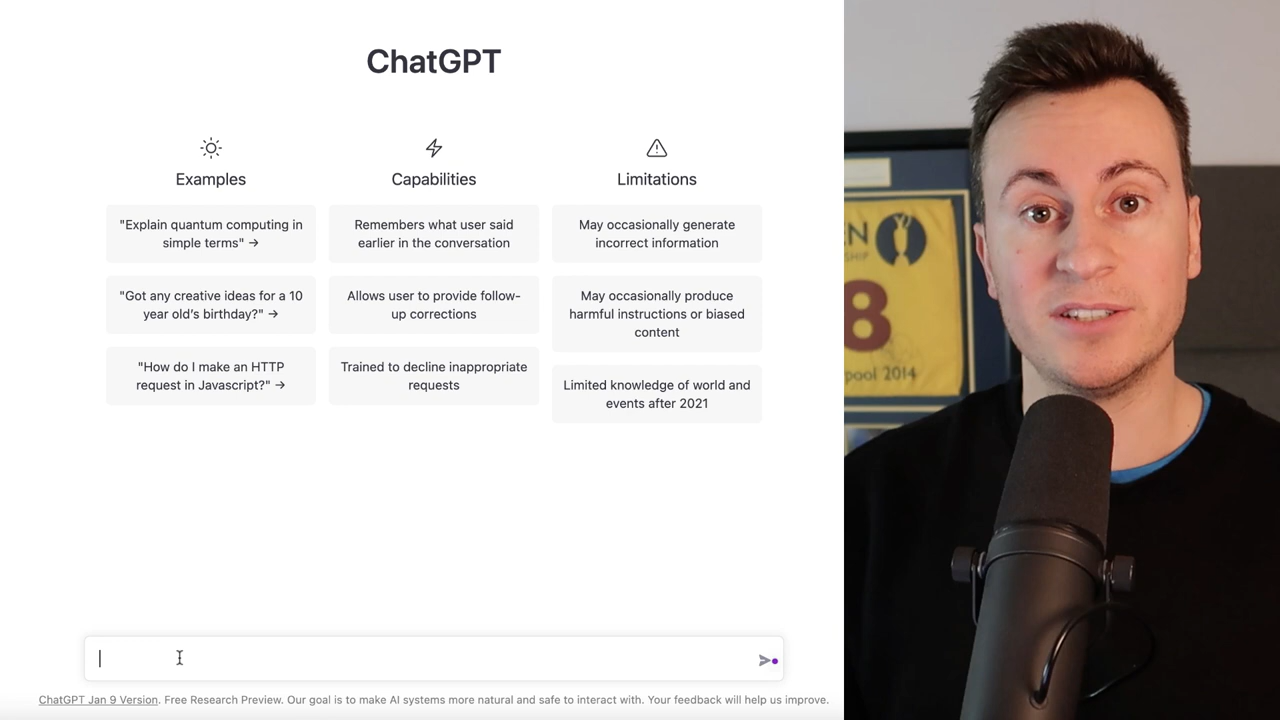 ChatGPT
Examples
Capabilities
Limitations
"Explain quantum computing in
simple terms" →
Remembers what user said
earlier in the conversation
May occasionally generate
incorrect information
"Got any creative ideas for a 10
year old's birthday?" →
Allows user to provide follow-
up corrections
May occasionally produce
harmful instructions or biased
content
"How do I make an HTTP
request in Javascript?" →
Trained to decline inappropriate
requests
Limited knowledge of world and
events after 2021
ChatGPT Jan 9 Version. Free Research Preview. Our goal is to make AI systems more natural and safe to interact with. Your feedback will help us improve.
8
2014